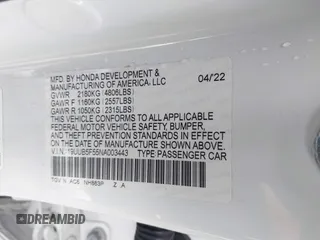 MFD. BY HONDA DEVELOPMENT &
MANUFACTURING OF AMERICA, LLC
04/22
GVWR 2180KG (4806LBS)
GAWR F 1160KG (2557LBS)
GAWR R 1050KG (2315LBS)
THIS VEHICLE CONFORMS TO ALL APPLICABLE
FEDERAL MOTOR VEHICLE SAFETY, BUMPER,
AND THEFT PREVENTION STANDARDS IN EFFECT
ON THE DATE OF MANUFACTURE SHOWN ABOVE.
V.I.N.: 19UUB5F55NA003443 TYPE:PASSENGER CAR
NH883P Z A
DREAMBID